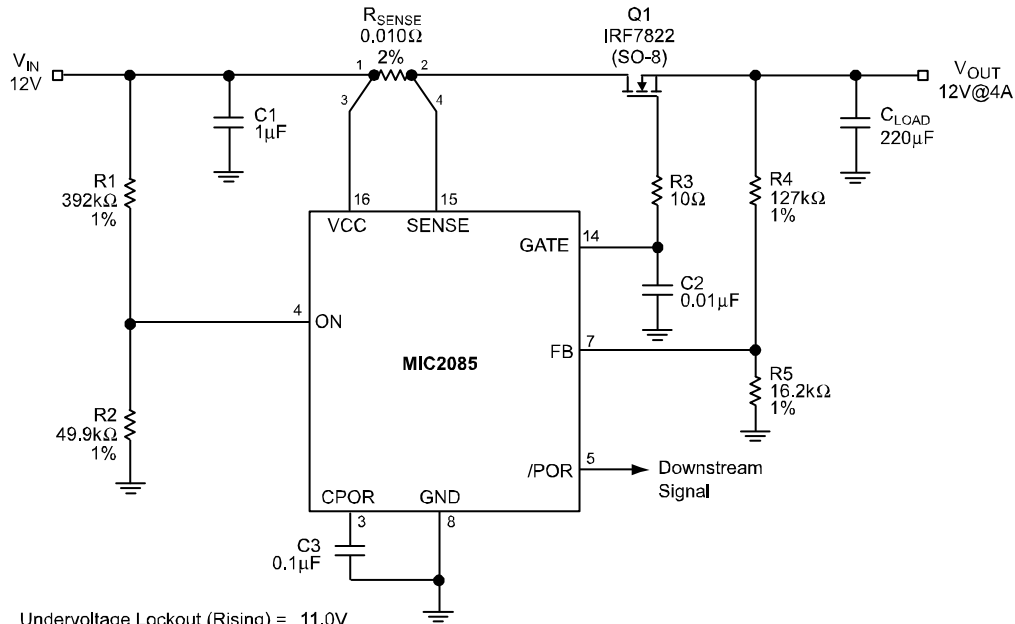 R_SENSE
0.010Ω
2%
Q1
IRF7822
(SO-8)
V_IN
12V
1
2
3
4
V_OUT
12V@4A
C1
1µF
C_LOAD
220µF
R1
392kΩ
1%
16
15
VCC
SENSE
R3
10Ω
R4
127kΩ
1%
GATE
14
C2
0.01µF
4
ON
MIC2085
FB
7
R5
16.2kΩ
1%
R2
49.9kΩ
1%
/POR
5
Downstream
Signal
CPOR
GND
3
8
C3
0.1µF
Undervoltage Lockout (Rising) = 11.0V